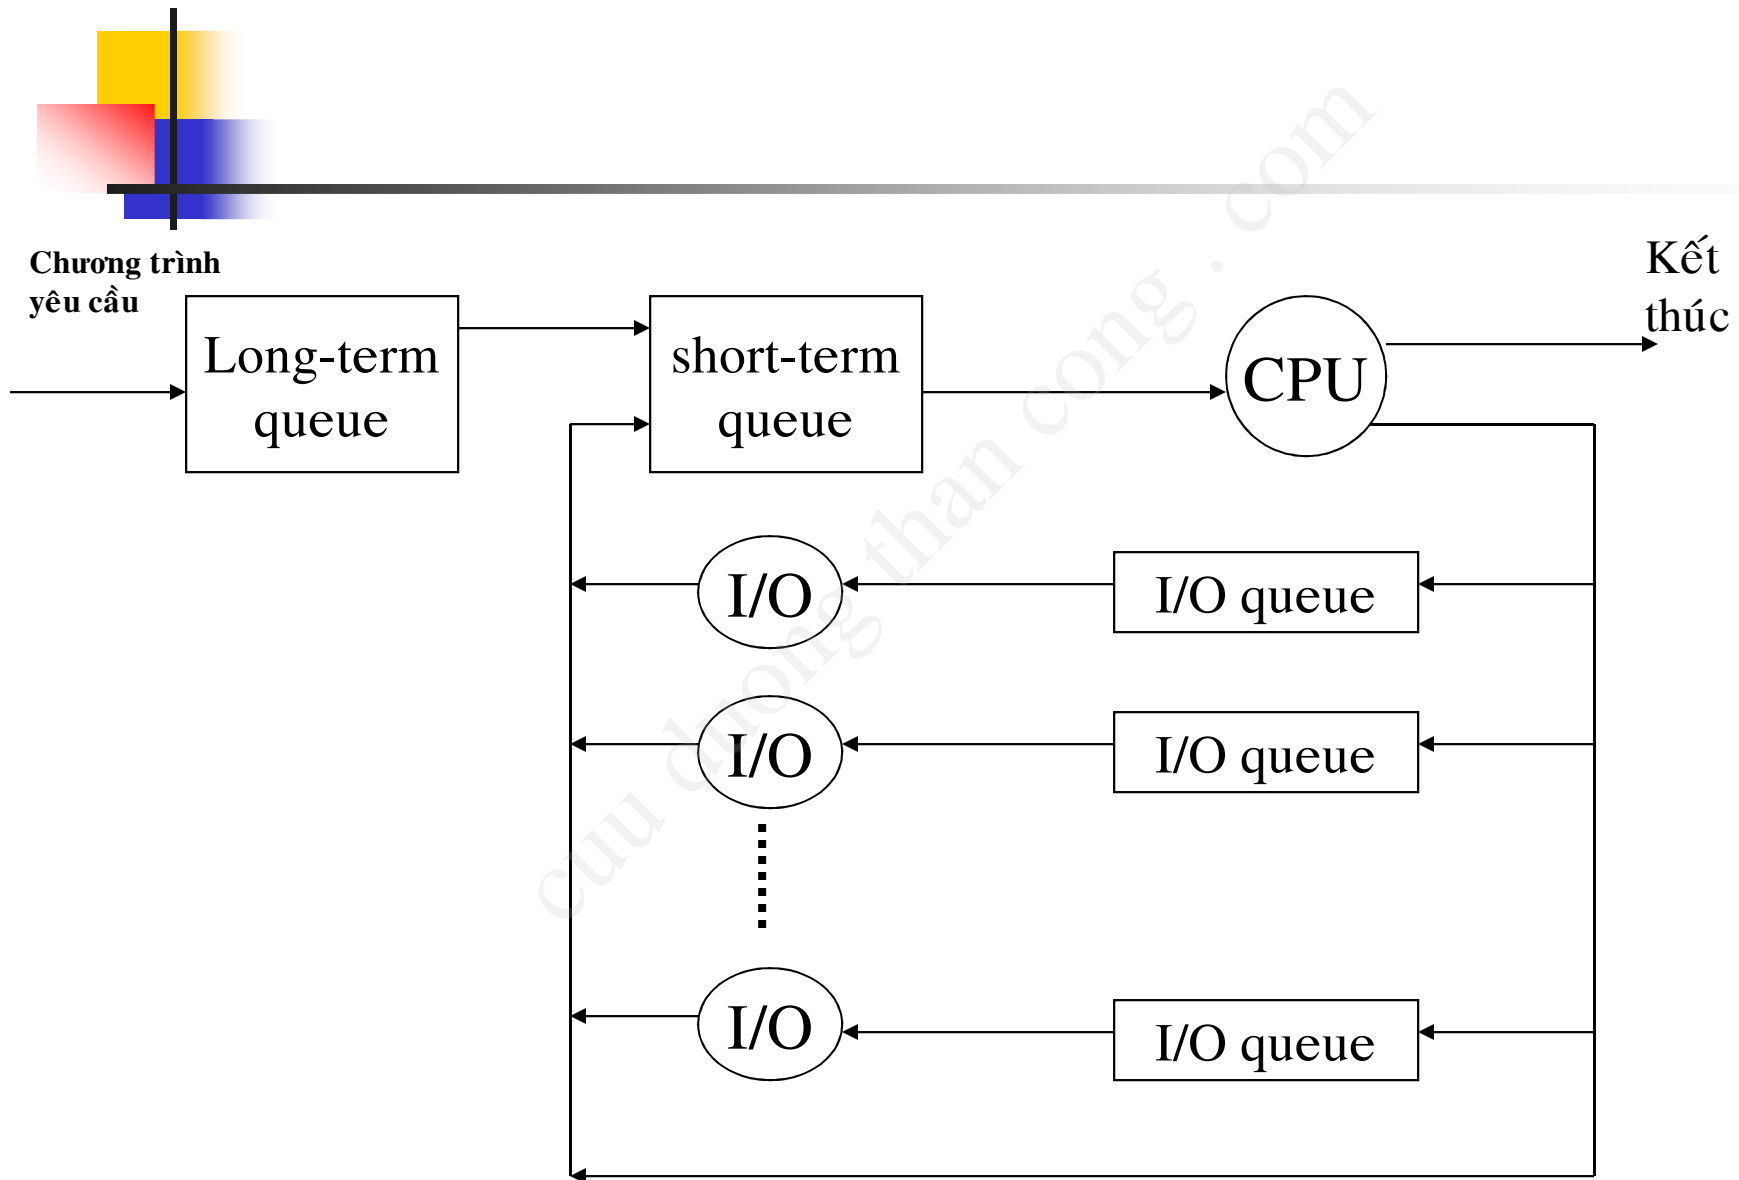 Chương trình
yêu cầu
Kết
thúc
Long-term
queue
short-term
queue
CPU
I/O
I/O queue
I/O
I/O queue
I/O
I/O queue
cuu duong than cong . com